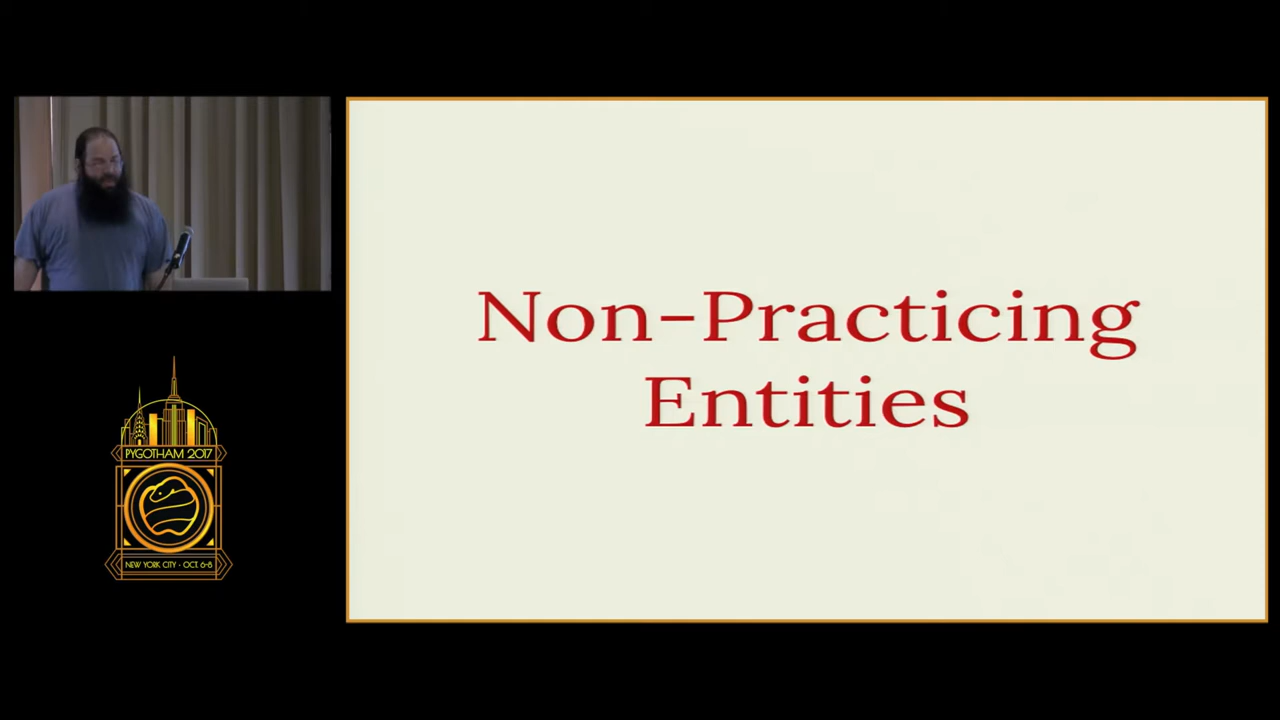 Non-Practicing
Entities
PYGOTHAM 2017
NEW YORK CITY • OCT. 6-8